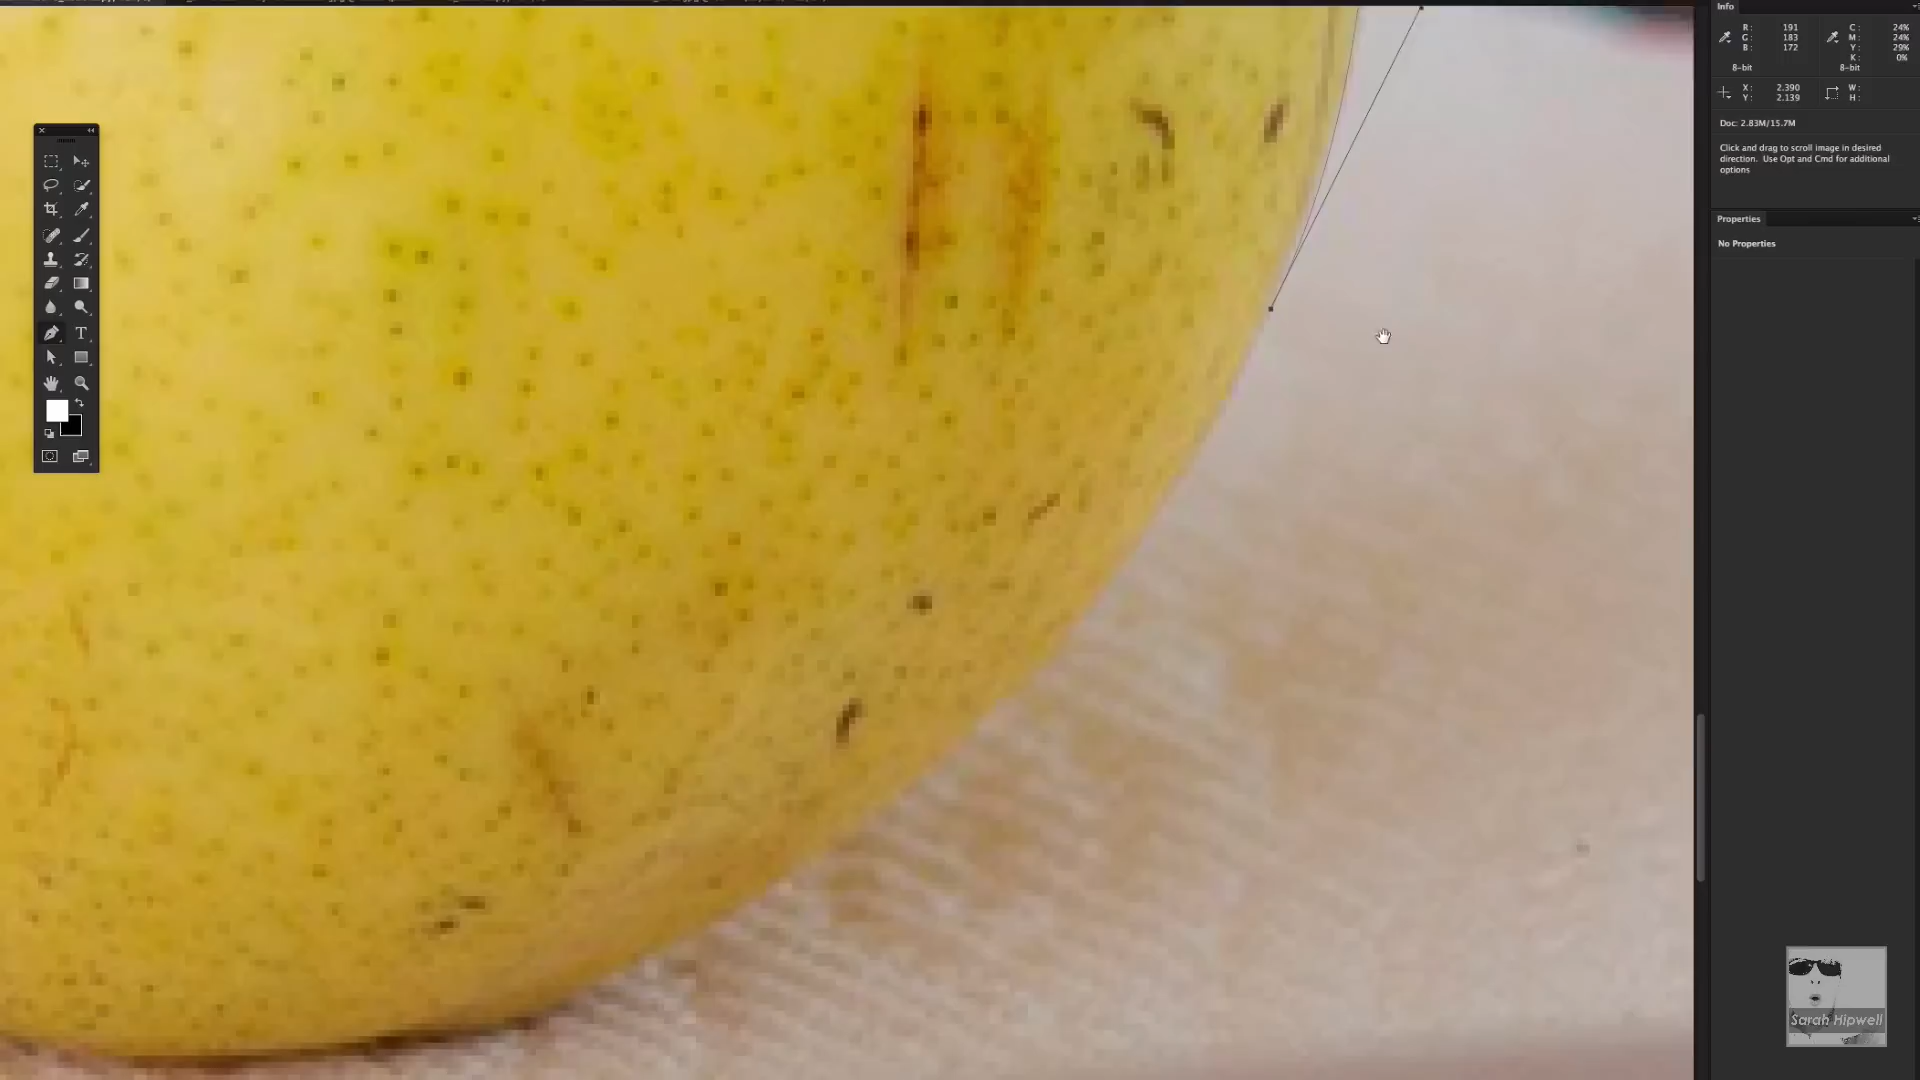 Info
R: 191 C: 24%
G: 183 M: 24%
B: 172 Y: 29%
K: 0%
8-bit 8-bit
X: 2.390 W:
Y: 2.139 H:
Doc: 2.83M/15.7M
Click and drag to scroll image in desired
direction. Use Opt and Cmd for additional
options
Properties
No Properties
T
Sarah Hipwell